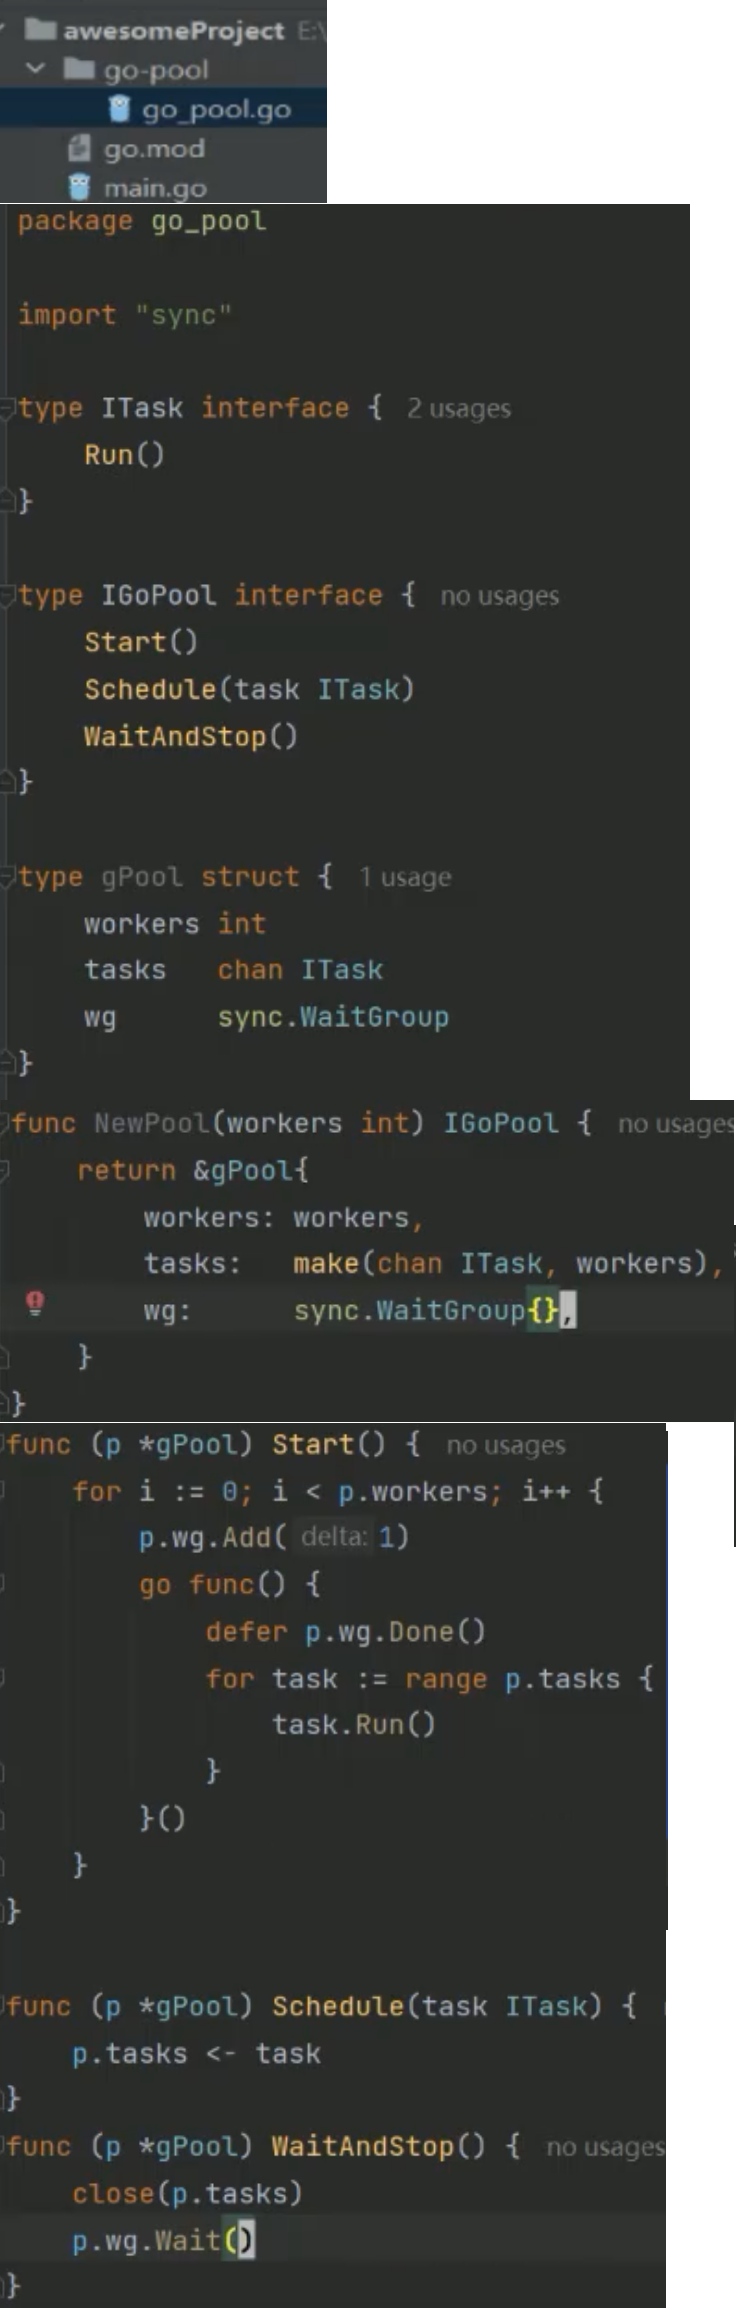 awesomeProject E:\
go-pool
go_pool.go
go.mod
main.go
package go_pool
import "sync"
type ITask interface { 2 usages
Run()
}
type IGoPool interface { no usages
Start()
Schedule(task ITask)
WaitAndStop()
}
type gPool struct { 1 usage
workers int
tasks chan ITask
wg sync.WaitGroup
}
func NewPool(workers int) IGoPool { no usages
return &gPool{
workers: workers,
tasks: make(chan ITask, workers),
wg: sync.WaitGroup{},
}
}
func (p *gPool) Start() { no usages
for i := 0; i < p.workers; i++ {
p.wg.Add( delta: 1)
go func() {
defer p.wg.Done()
for task := range p.tasks {
task.Run()
}
}()
}
}
func (p *gPool) Schedule(task ITask) {
p.tasks <- task
}
func (p *gPool) WaitAndStop() { no usages
close(p.tasks)
p.wg.Wait()
}